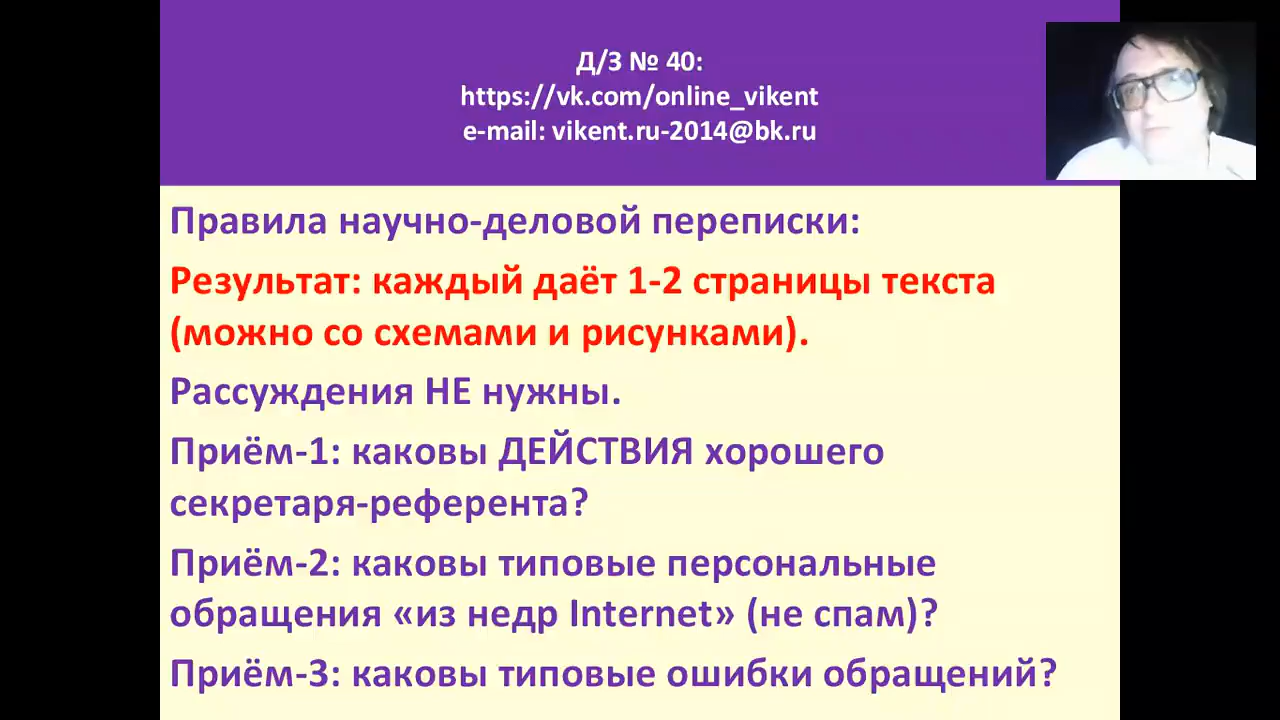 Д/З № 40:
https://vk.com/online_vikent
e-mail: vikent.ru-2014@bk.ru
Правила научно-деловой переписки:
Результат: каждый даёт 1-2 страницы текста
(можно со схемами и рисунками).
Рассуждения НЕ нужны.
Приём-1: каковы ДЕЙСТВИЯ хорошего
секретаря-референта?
Приём-2: каковы типовые персональные
обращения «из недр Internet» (не спам)?
Приём-3: каковы типовые ошибки обращений?